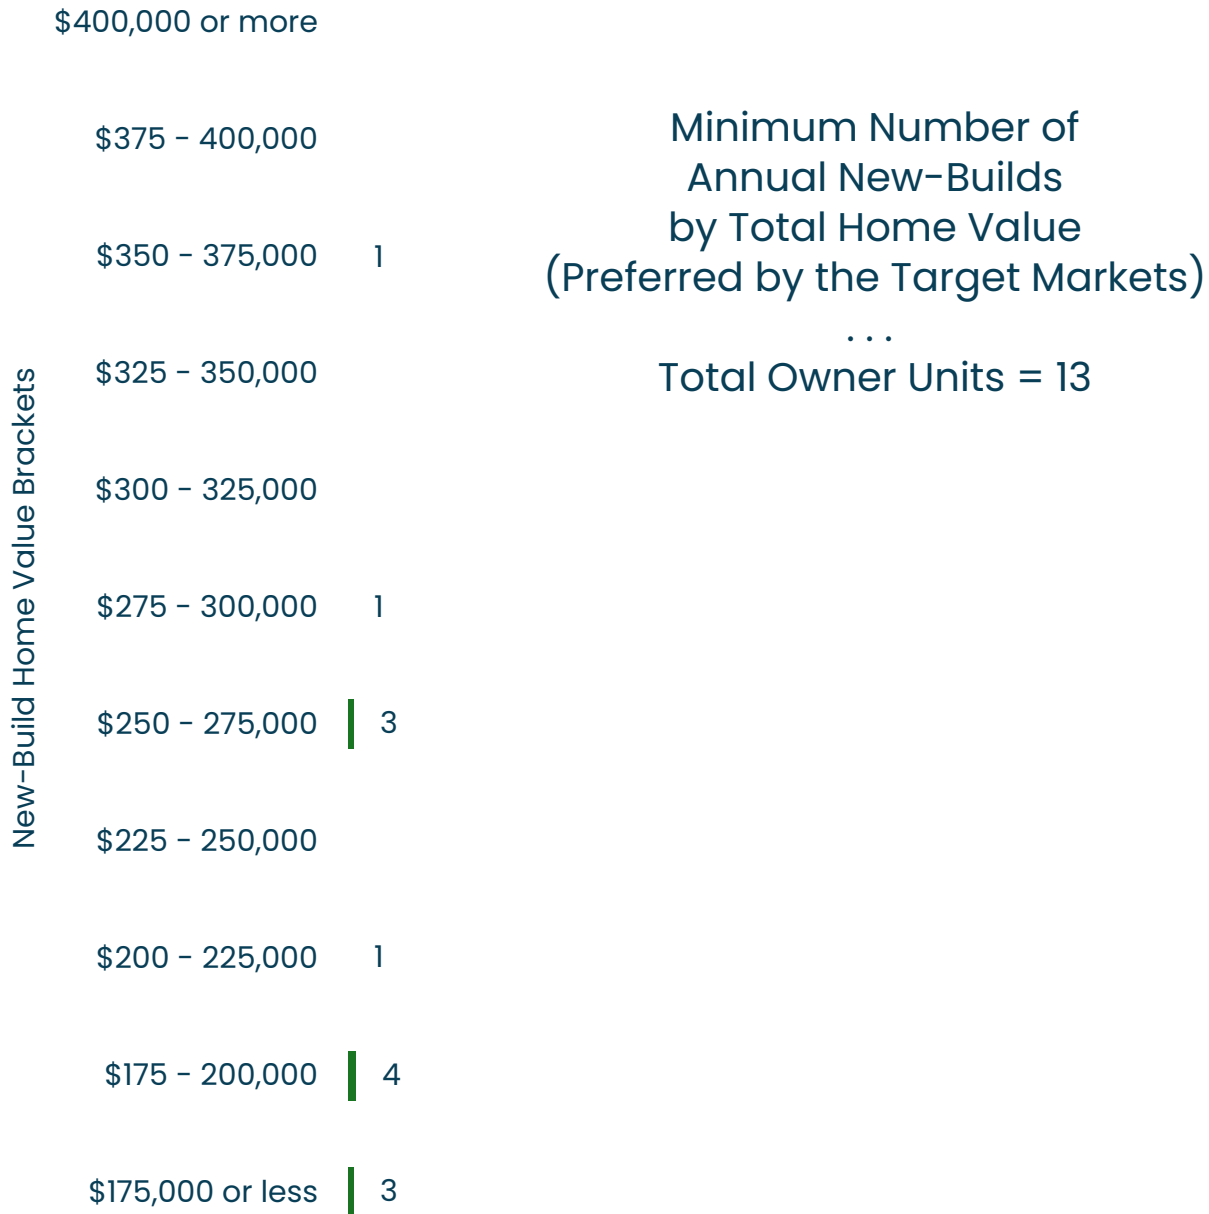 $400,000 or more
$375 - 400,000
$350 - 375,000 1
$325 - 350,000
$300 - 325,000
$275 - 300,000 1
$250 - 275,000 3
$225 - 250,000
$200 - 225,000 1
$175 - 200,000 4
$175,000 or less 3
New-Build Home Value Brackets
Minimum Number of
Annual New-Builds
by Total Home Value
(Preferred by the Target Markets)
. . .
Total Owner Units = 13